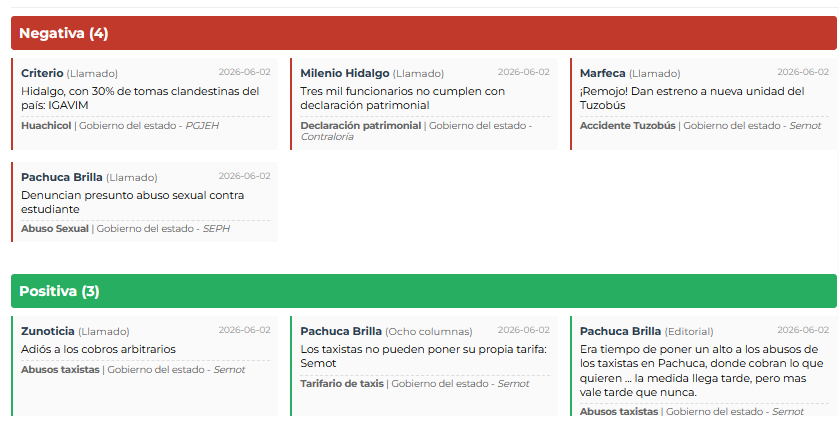 Negativa (4)
Criterio (Llamado) 2026-06-02
Hidalgo, con 30% de tomas clandestinas del
país: IGAVIM
Huachicol | Gobierno del estado - PGJEH
Milenio Hidalgo (Llamado) 2026-06-02
Tres mil funcionarios no cumplen con
declaración patrimonial
Declaración patrimonial | Gobierno del estado -
Contraloría
Marfeca (Llamado) 2026-06-02
¡Remojo! Dan estreno a nueva unidad del
Tuzobús
Accidente Tuzobús | Gobierno del estado - Semot
Pachuca Brilla (Llamado) 2026-06-02
Denuncian presunto abuso sexual contra
estudiante
Abuso Sexual | Gobierno del estado - SEPH
Positiva (3)
Zunoticia (Llamado) 2026-06-02
Adiós a los cobros arbitrarios
Abusos taxistas | Gobierno del estado - Semot
Pachuca Brilla (Ocho columnas) 2026-06-02
Los taxistas no pueden poner su propia tarifa:
Semot
Tarifario de taxis | Gobierno del estado - Semot
Pachuca Brilla (Editorial) 2026-06-02
Era tiempo de poner un alto a los abusos de
los taxistas en Pachuca, donde cobran lo que
quieren ... la medida llega tarde, pero mas
vale tarde que nunca.
Abusos taxistas | Gobierno del estado - Semot